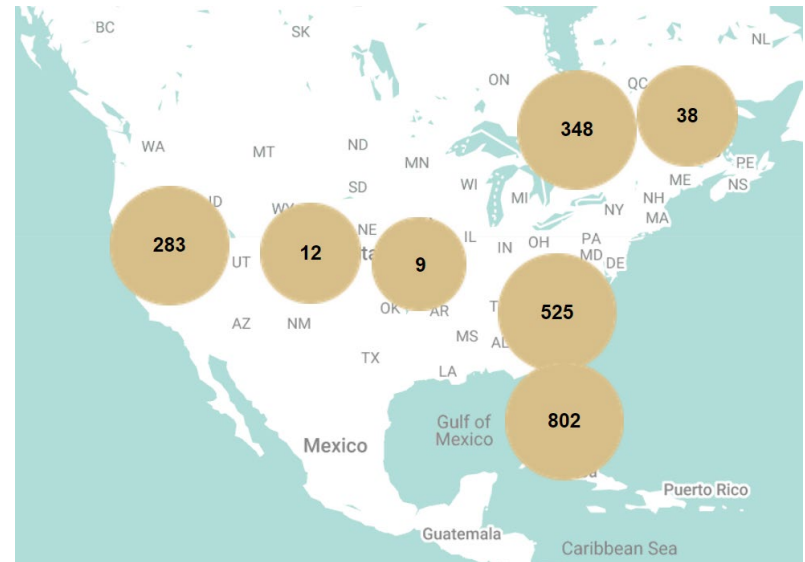 BC
SK
NL
ON
QC
348
38
WA
MT
ND
MN
PE
SD
WI
MI
ME
NS
ID
WY
NH
NY
MA
NE
IL
IN
OH
PA
283
12
9
MD
UT
DE
OK
AR
525
AZ
NM
MS
AL
TX
LA
Gulf of
Mexico
802
Mexico
Puerto Rico
Guatemala
Caribbean Sea